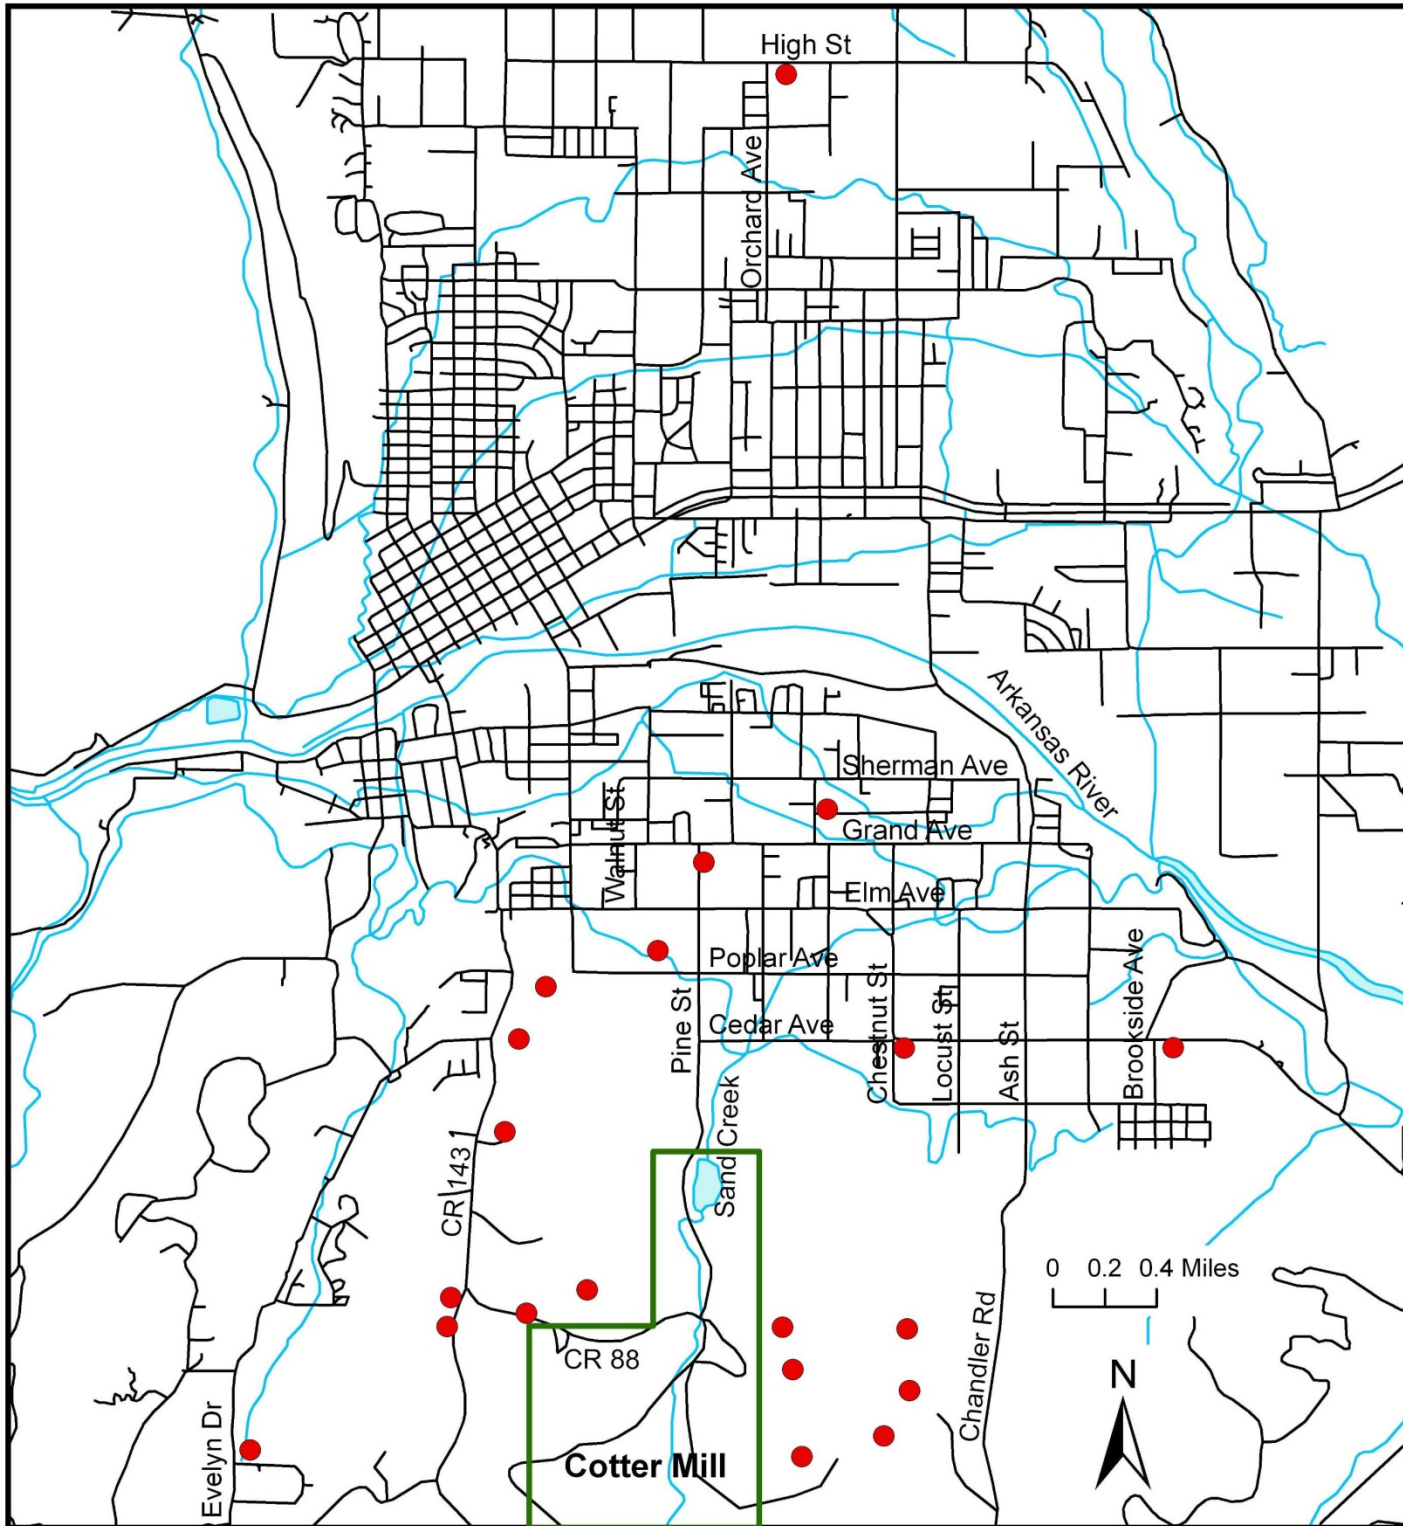 High St
Orchard Ave
Arkansas River
Sherman Ave
Walnut St
Grand Ave
Elm Ave
Poplar Ave
Brookside Ave
Chestnut St
Pine St
Locust St
Cedar Ave
Ash St
Sand Creek
CR 143
0 0.2 0.4 Miles
Chandler Rd
CR 88
N
Evelyn Dr
Cotter Mill